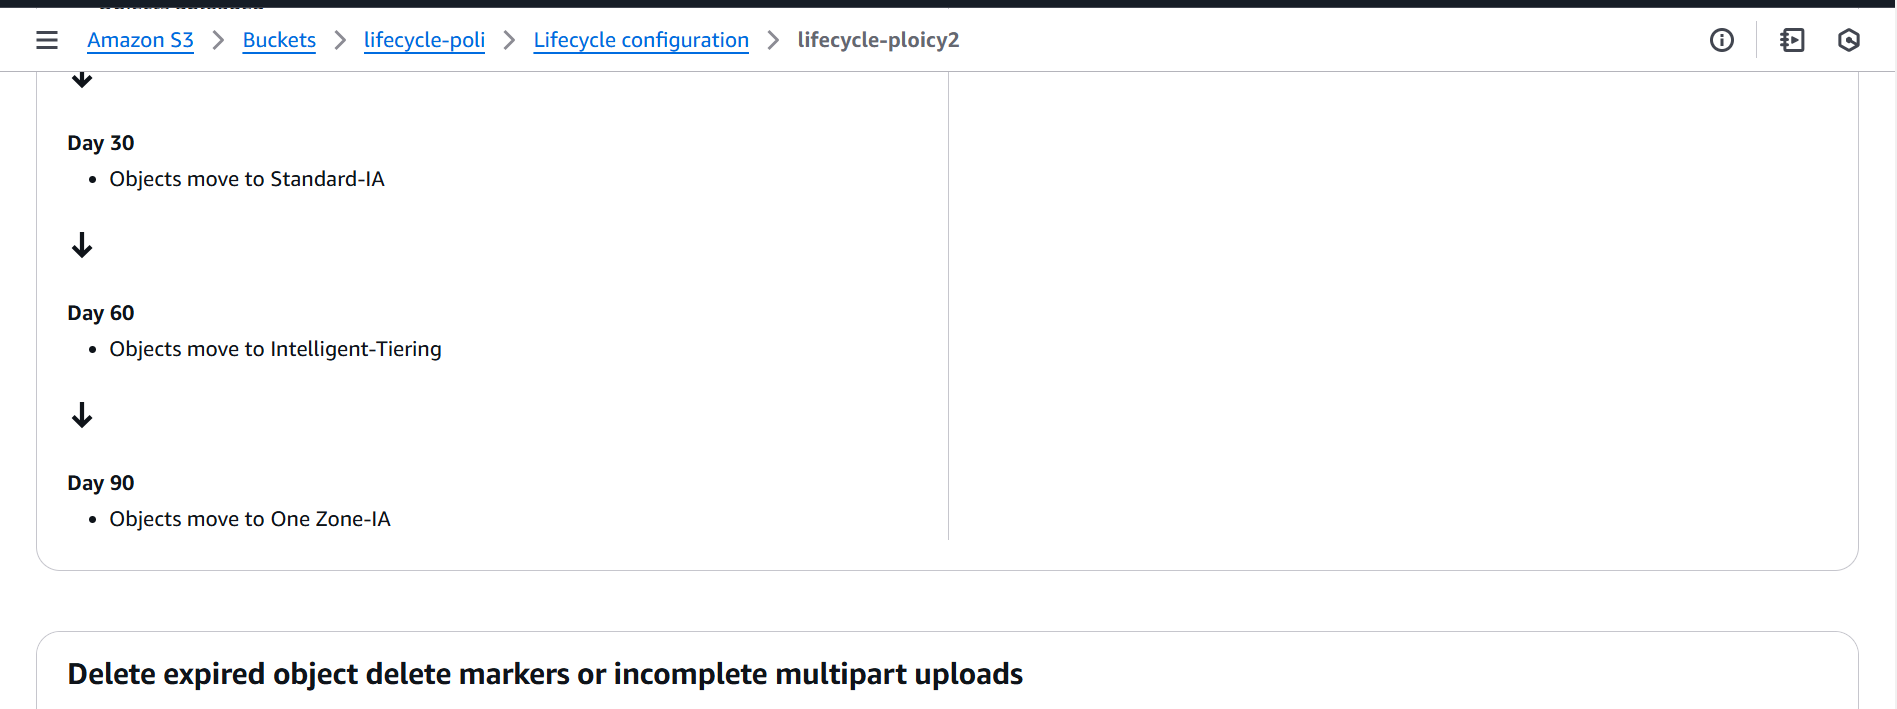 Amazon S3 > Buckets > lifecycle-poli > Lifecycle configuration > lifecycle-ploicy2
Day 30
• Objects move to Standard-IA
Day 60
• Objects move to Intelligent-Tiering
Day 90
• Objects move to One Zone-IA
Delete expired object delete markers or incomplete multipart uploads